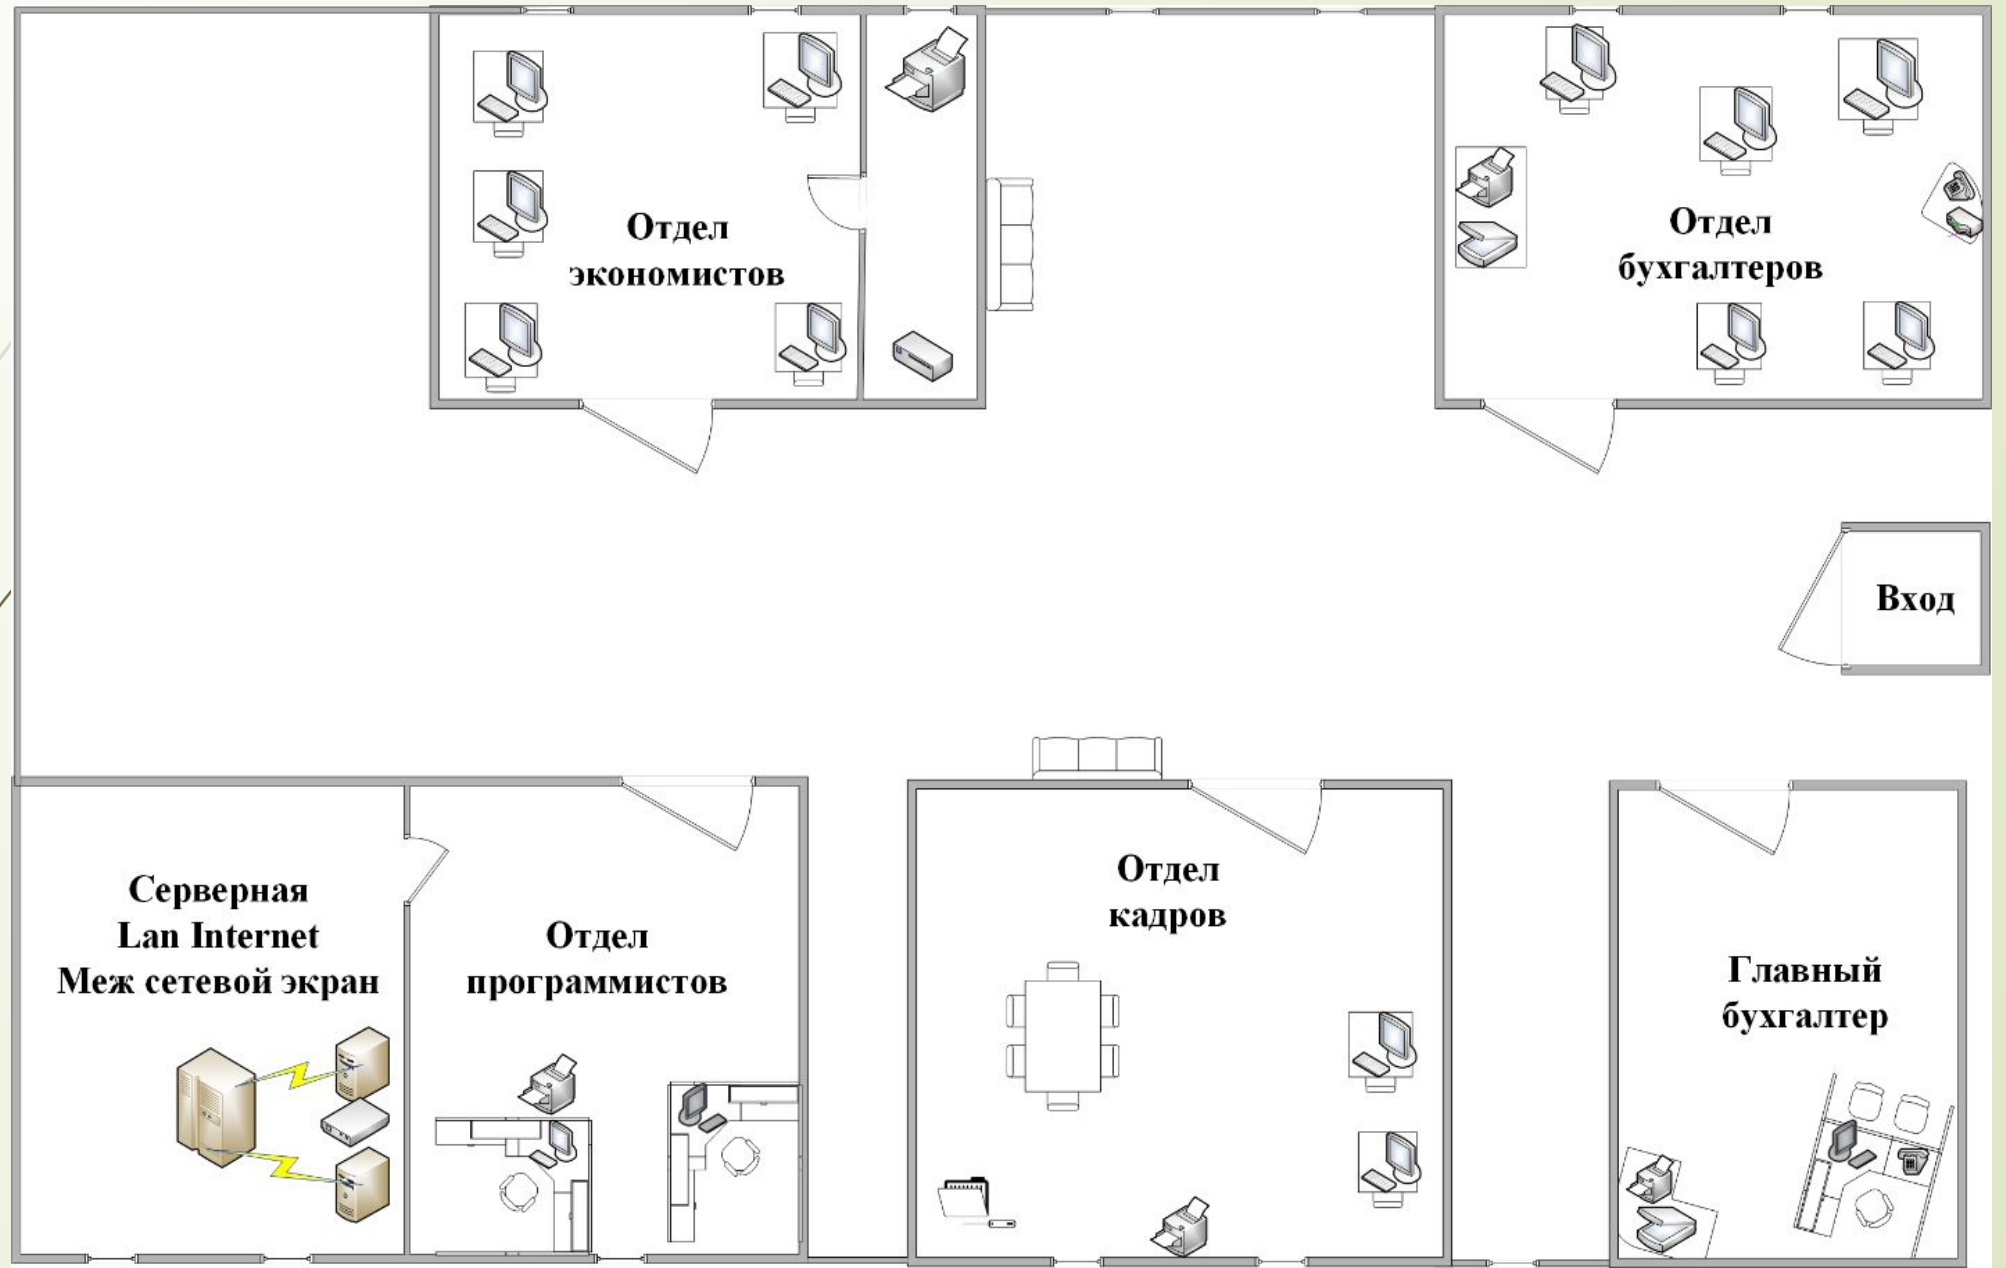 Отдел
экономистов
Отдел
бухгалтеров
Вход
Серверная
Lan Internet
Меж сетевой экран
Отдел
программистов
Отдел
кадров
Главный
бухгалтер